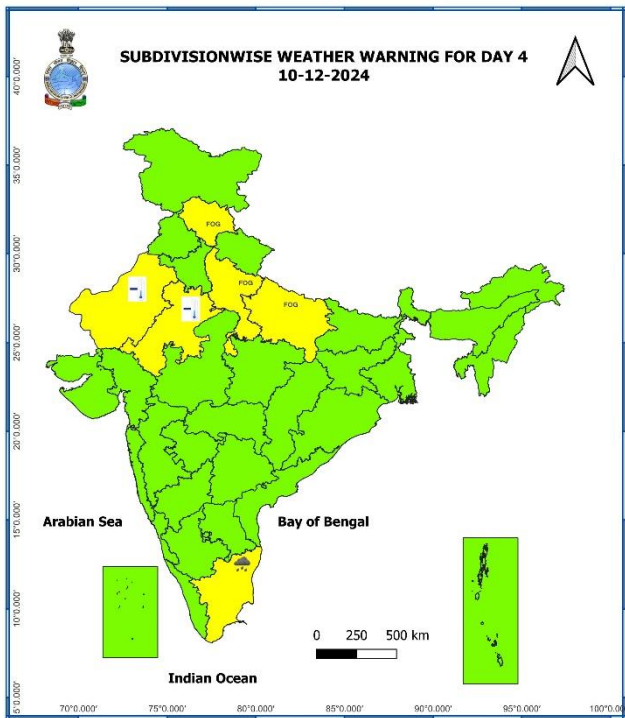 SUBDIVISIONWISE WEATHER WARNING FOR DAY 4
10-12-2024
40°0.000'
35°0.000'
30°0.000'
25°0.000'
20°0.000'
15°0.000'
10°0.000'
5°0.000'
FOG
FOG
FOG
Arabian Sea
Bay of Bengal
0 250 500 km
Indian Ocean
70°0.000' 75°0.000' 80°0.000' 85°0.000' 90°0.000' 95°0.000' 100°0.00